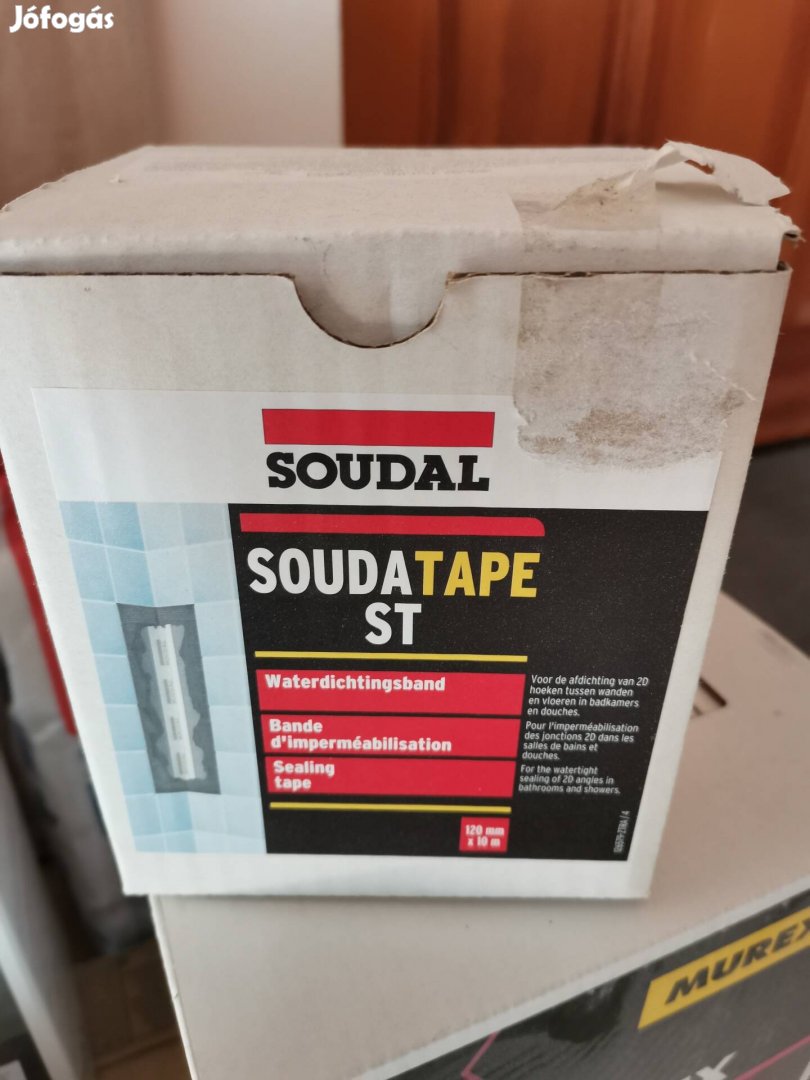 Jófogás
SOUDAL
SOUDATAPE
ST
Waterdichtingsband
Bande
d'imperméabilisation
Sealing
tape
Voor de afdichting van 2D
hoeken tussen wanden
en vloeren in badkamers
en douches.
Pour l'imperméabilisation
des jonctions 2D dans les
salles de bains et
douches.
For the watertight
sealing of 2D angles in
bathrooms and showers.
120 mm
x 10 m
MUREX